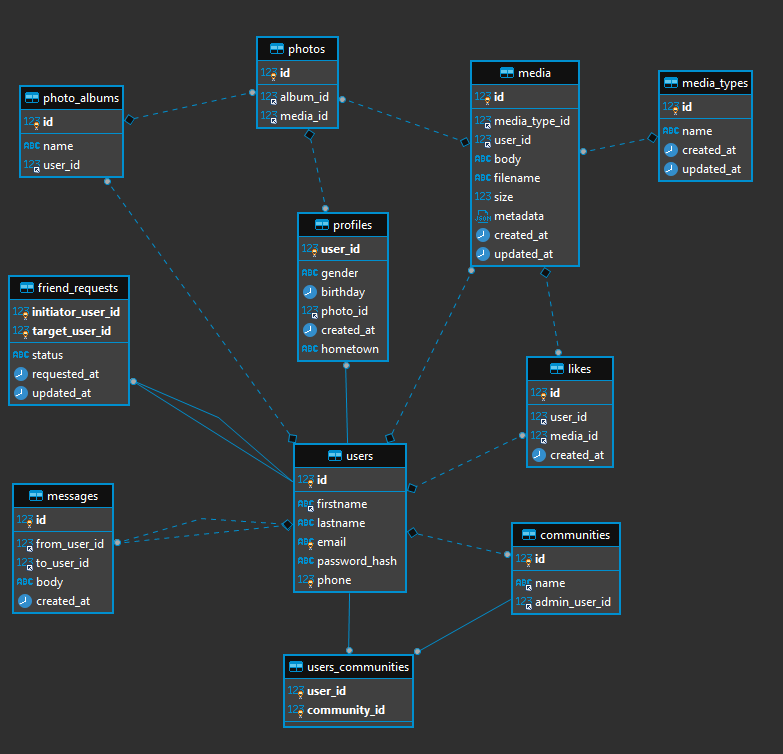 photos
123 id
123 album_id
123 media_id
media
123 id
123 media_type_id
123 user_id
ABC body
ABC filename
123 size
JSON metadata
created_at
updated_at
media_types
123 id
ABC name
created_at
updated_at
photo_albums
123 id
ABC name
123 user_id
profiles
123 user_id
ABC gender
birthday
123 photo_id
created_at
ABC hometown
friend_requests
123 initiator_user_id
123 target_user_id
ABC status
requested_at
updated_at
likes
123 id
123 user_id
123 media_id
created_at
users
123 id
ABC firstname
ABC lastname
ABC email
ABC password_hash
123 phone
messages
123 id
123 from_user_id
123 to_user_id
ABC body
created_at
communities
123 id
ABC name
123 admin_user_id
users_communities
123 user_id
123 community_id